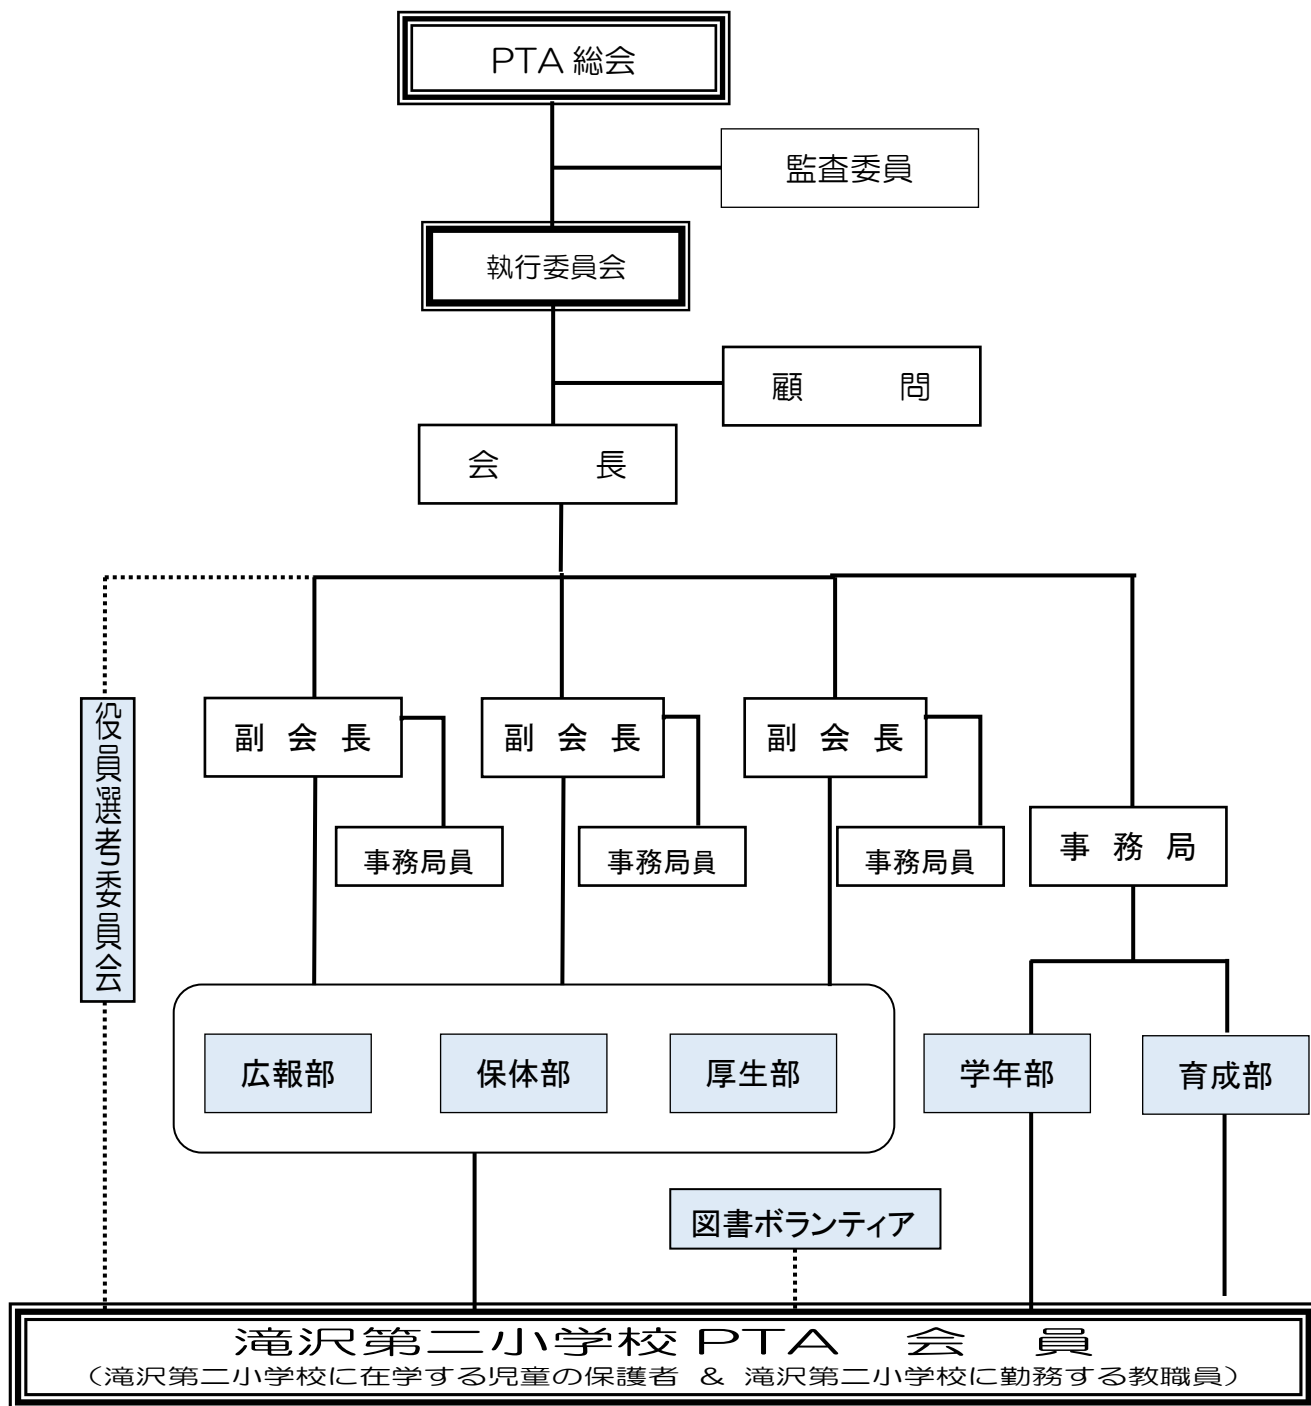 PTA 総会
監査委員
執行委員会
顧　　　問
会　　　長
役員選考委員会
副 会 長
副 会 長
副 会 長
事務局員
事務局員
事務局員
事 務 局
広報部
保体部
厚生部
学年部
育成部
図書ボランティア
滝沢第二小学校 PTA　会　員
（滝沢第二小学校に在学する児童の保護者 ＆ 滝沢第二小学校に勤務する教職員）